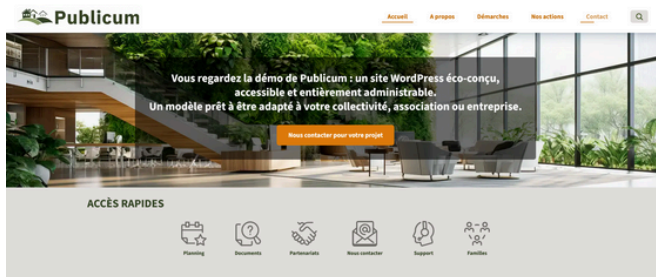 Publicum
Accueil
A propos
Démarches
Nos actions
Contact
Vous regardez la démo de Publicum : un site WordPress éco-conçu,
accessible et entièrement administrable.
Un modèle prêt à être adapté à votre collectivité, association ou entreprise.
Nous contacter pour votre projet
ACCÈS RAPIDES
Planning
Documents
Partenariats
Nous contacter
Support
Familles